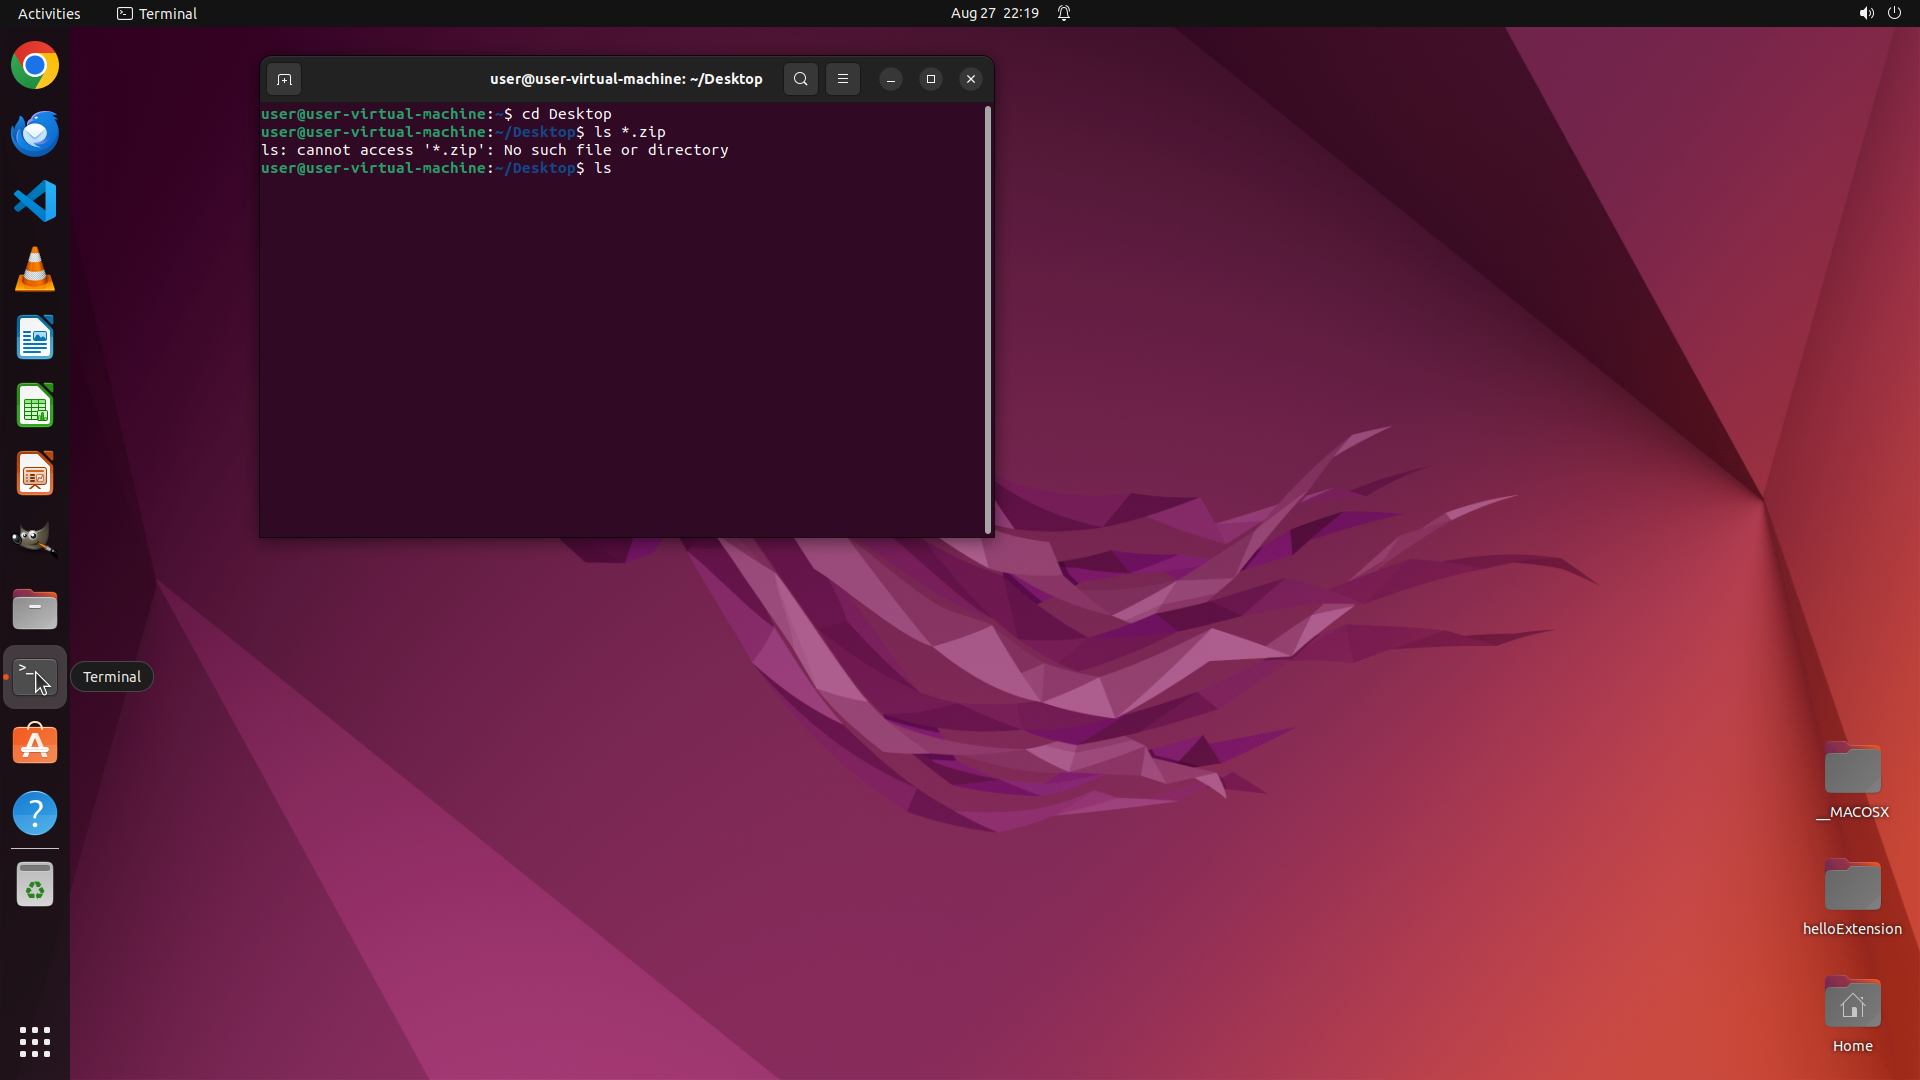 Activities
Terminal
Aug 27 22:19
user@user-virtual-machine: ~/Desktop
user@user-virtual-machine:~$ cd Desktop
user@user-virtual-machine:~/Desktop$ ls *.zip
ls: cannot access '*.zip': No such file or directory
user@user-virtual-machine:~/Desktop$ ls
Terminal
__MACOSX
helloExtension
Home